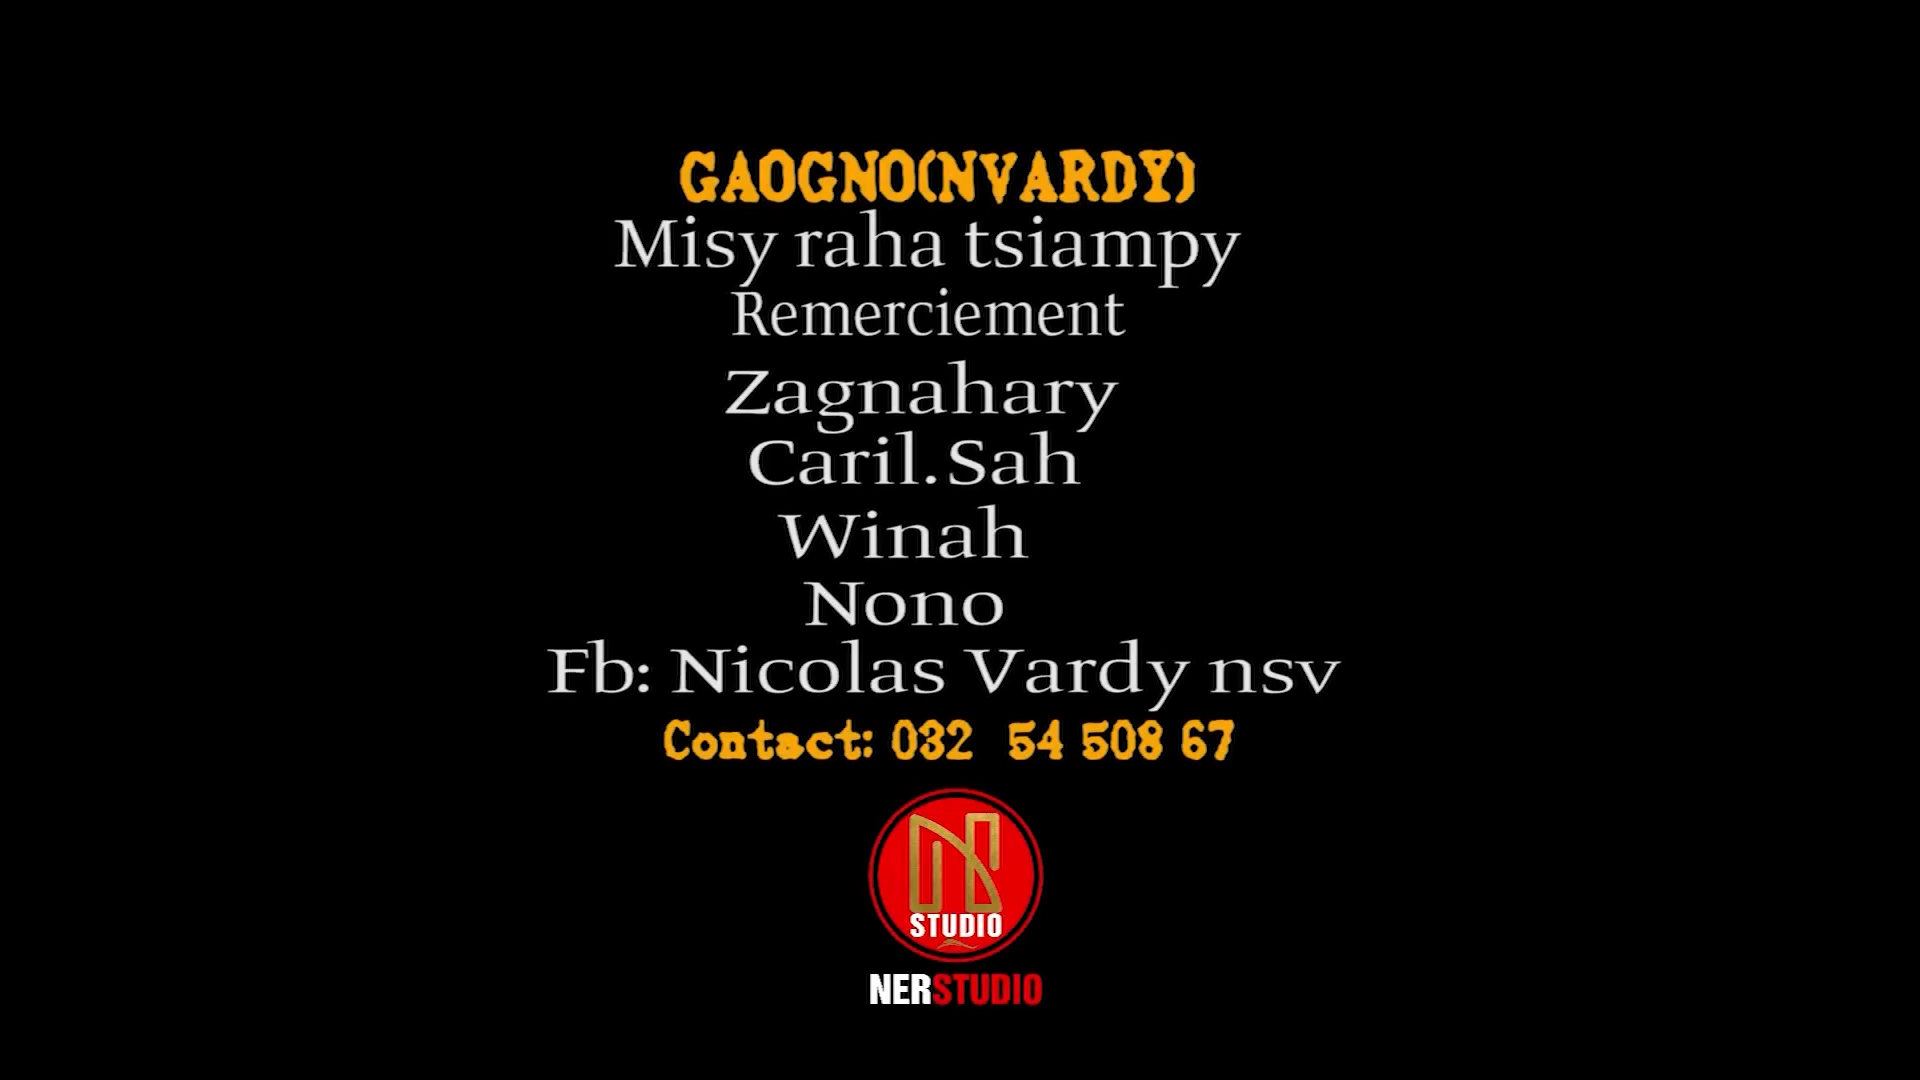 GAOGNO(NVARDY)
Misy raha tsiampy
Remerciement
Zagnahary
Caril.Sah
Winah
Nono
Fb: Nicolas Vardy nsv
Contact: 032 54 508 67
N
STUDIO
NERSTUDIO